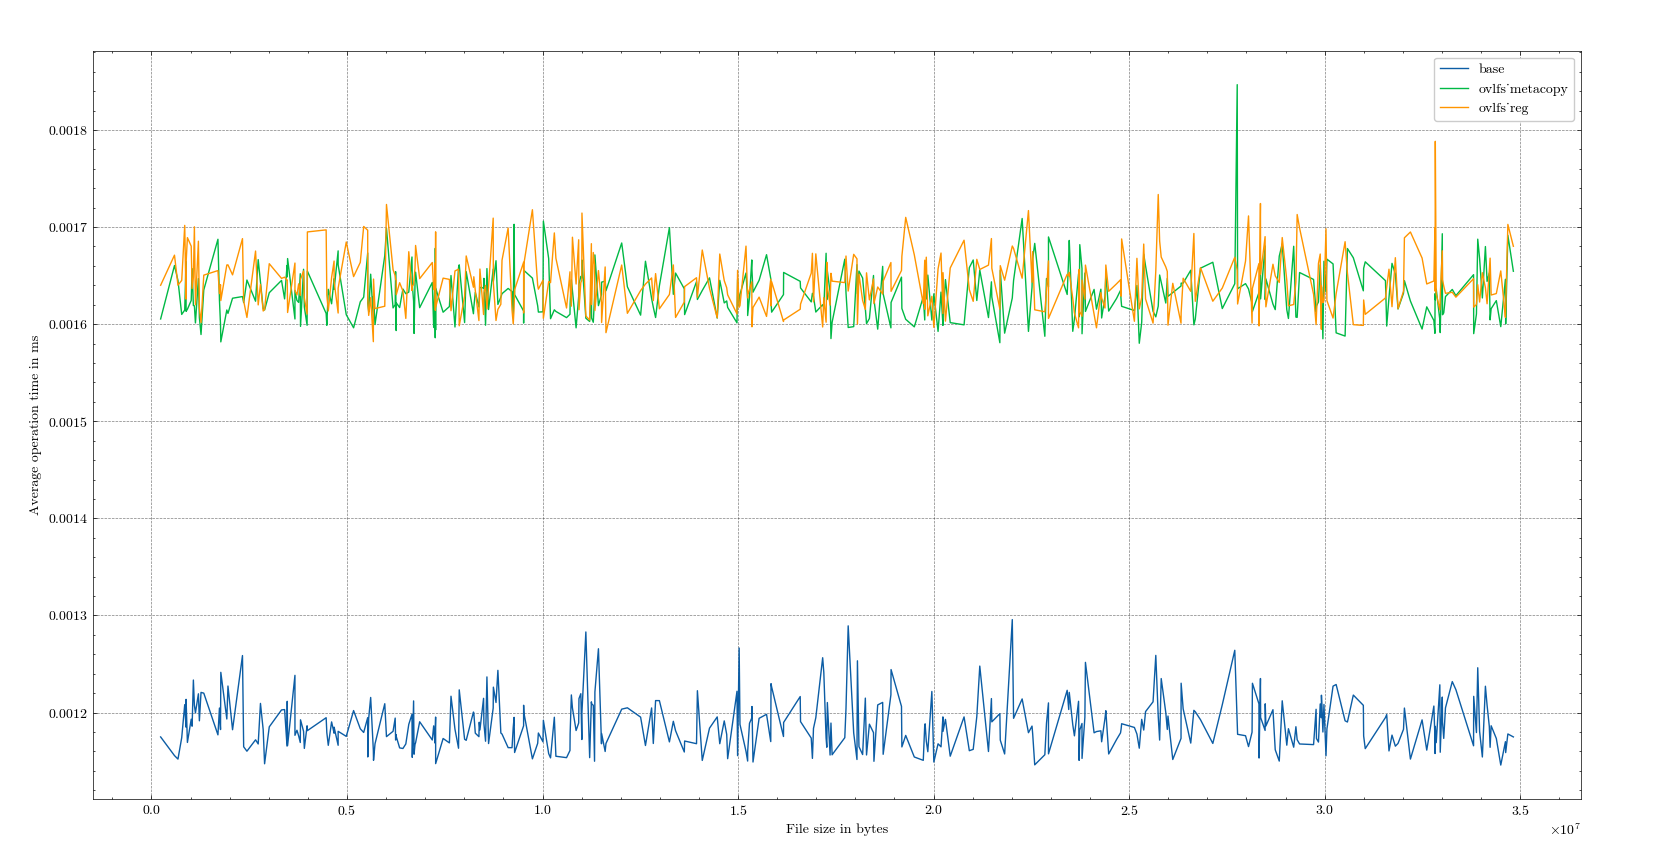 base
ovlfs˙metacopy
ovlfs˙reg
0.0018
0.0017
0.0016
0.0015
0.0014
0.0013
0.0012
Average operation time in ms
0.0 0.5 1.0 1.5 2.0 2.5 3.0 3.5
File size in bytes
×10⁷